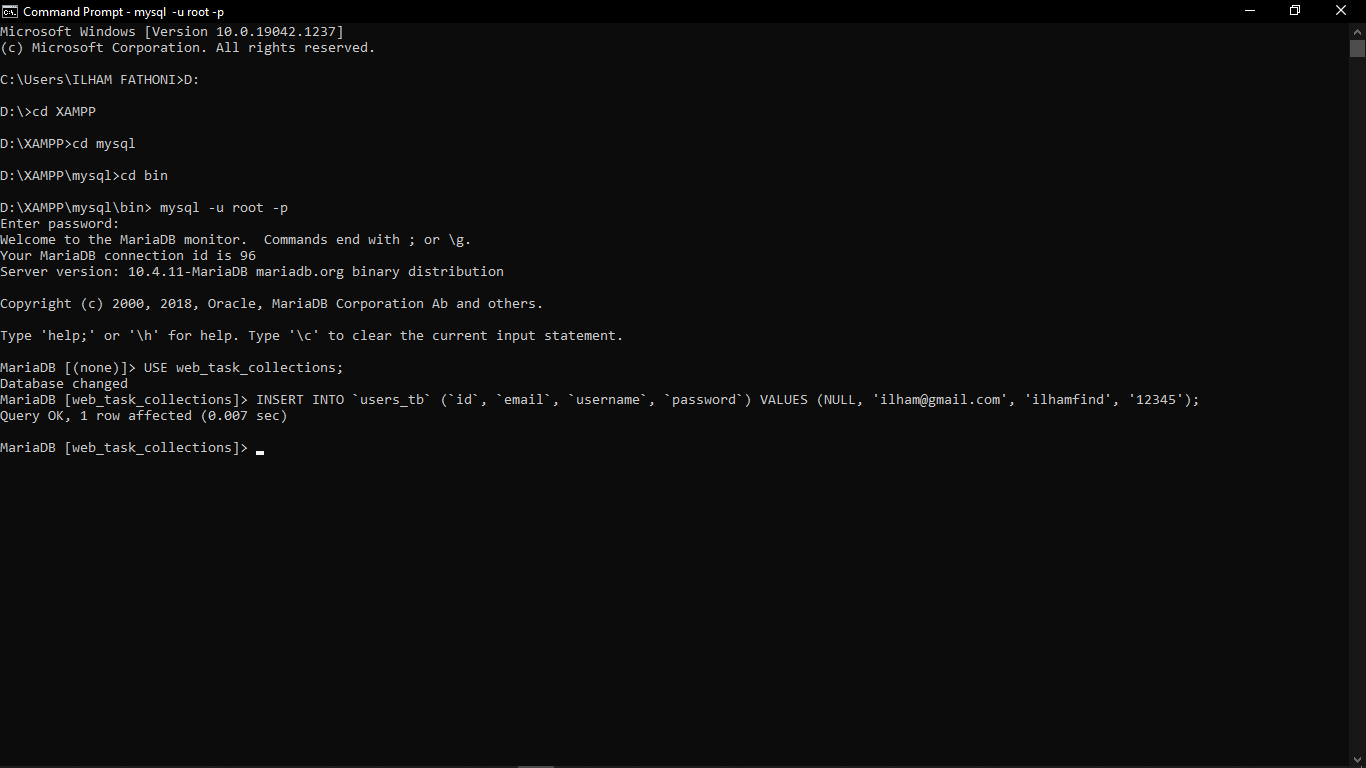 Command Prompt - mysql -u root -p
Microsoft Windows [Version 10.0.19042.1237]
(c) Microsoft Corporation. All rights reserved.
C:\Users\ILHAM FATHONI>D:
D:\>cd XAMPP
D:\XAMPP>cd mysql
D:\XAMPP\mysql>cd bin
D:\XAMPP\mysql\bin> mysql -u root -p
Enter password:
Welcome to the MariaDB monitor.  Commands end with ; or \g.
Your MariaDB connection id is 96
Server version: 10.4.11-MariaDB mariadb.org binary distribution
Copyright (c) 2000, 2018, Oracle, MariaDB Corporation Ab and others.
Type 'help;' or '\h' for help. Type '\c' to clear the current input statement.
MariaDB [(none)]> USE web_task_collections;
Database changed
MariaDB [web_task_collections]> INSERT INTO `users_tb` (`id`, `email`, `username`, `password`) VALUES (NULL, 'ilham@gmail.com', 'ilhamfind', '12345');
Query OK, 1 row affected (0.007 sec)
MariaDB [web_task_collections]>